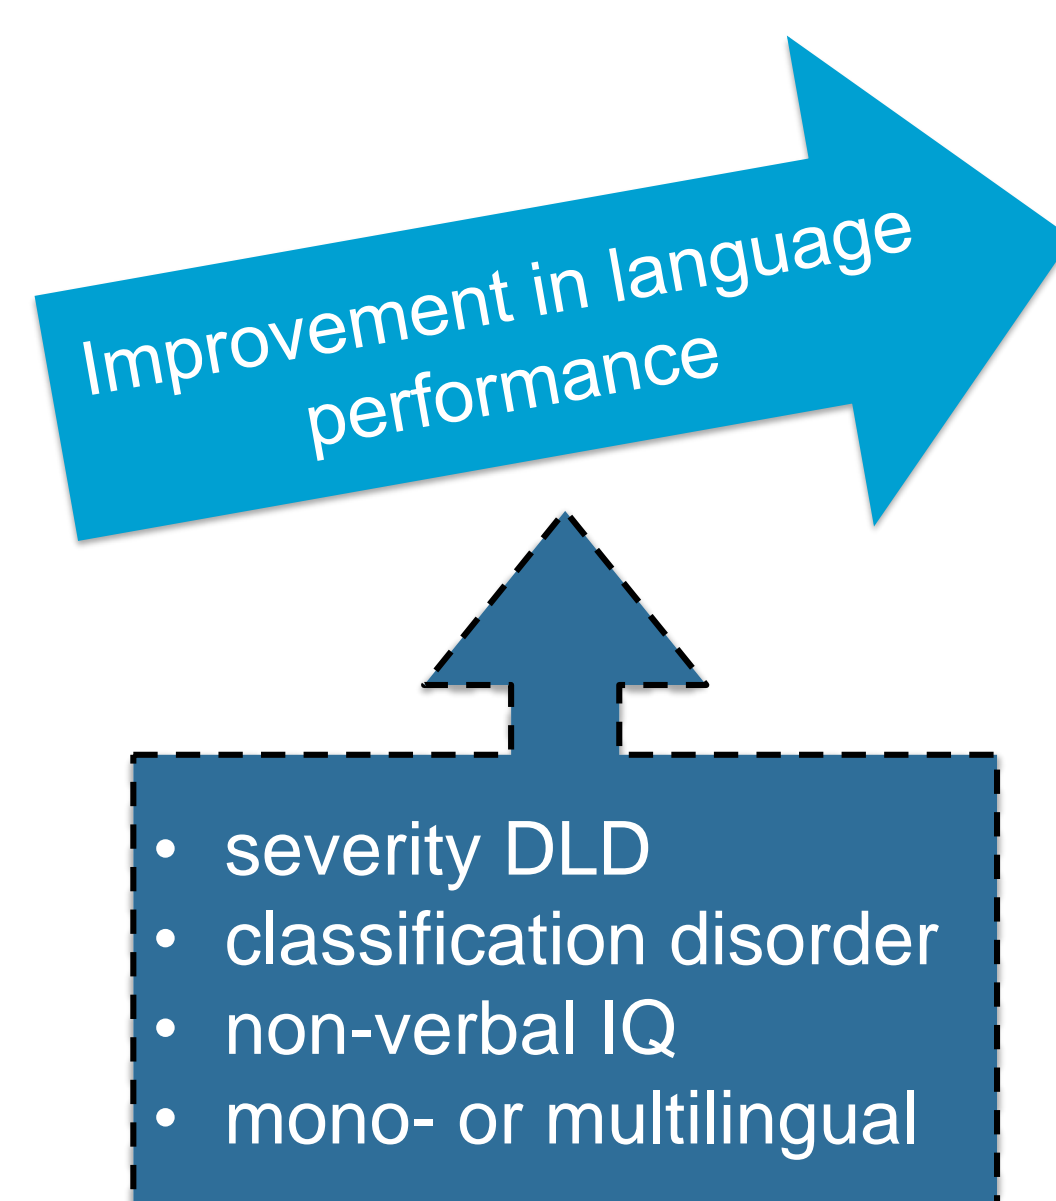 Improvement in language
performance
• severity DLD
• classification disorder
• non-verbal IQ
• mono- or multilingual